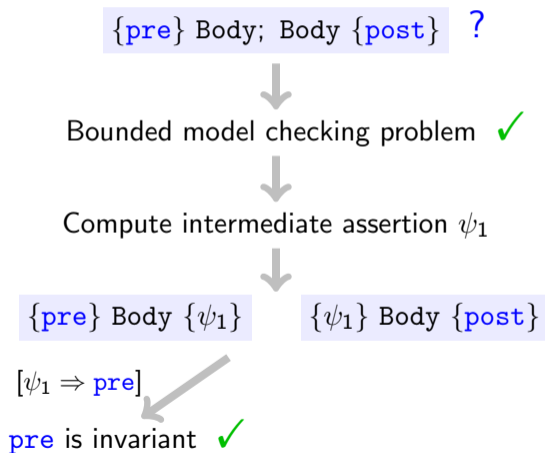 {pre} Body; Body {post} ?
Bounded model checking problem ✓
Compute intermediate assertion ψ₁
{pre} Body {ψ₁} {ψ₁} Body {post}
[ψ₁ ⇒ pre]
pre is invariant ✓